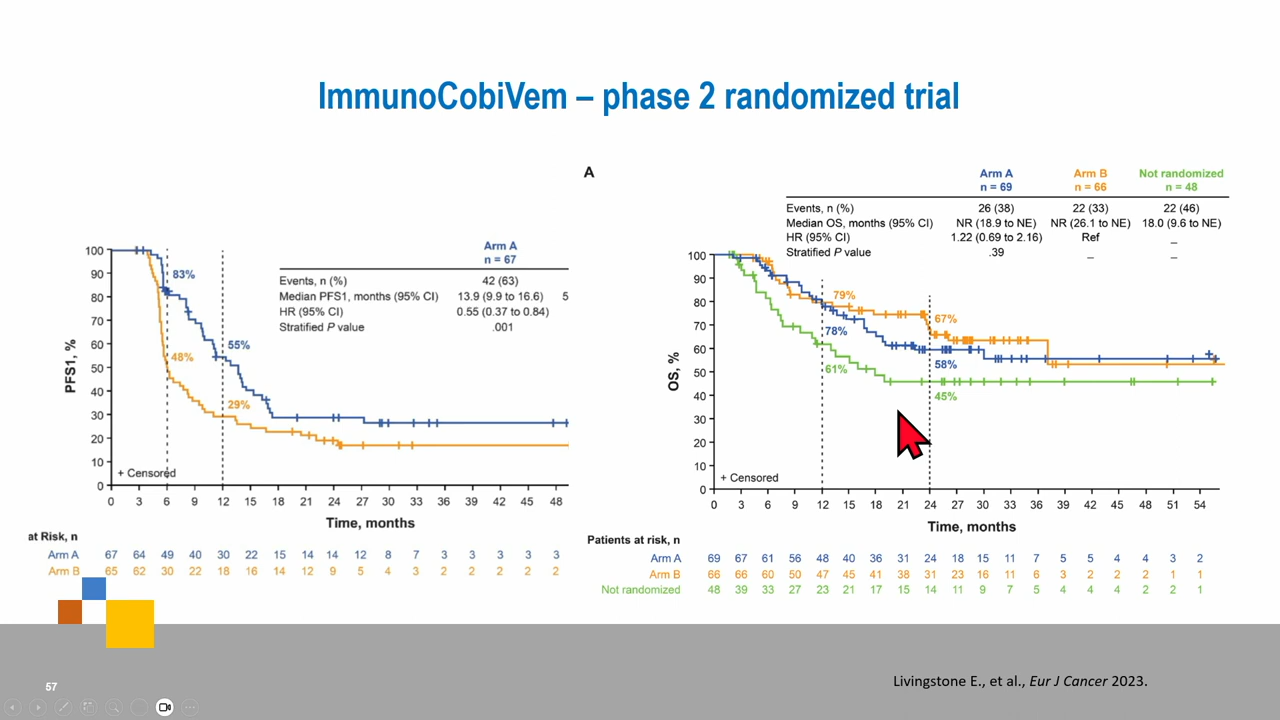 ImmunoCobiVem – phase 2 randomized trial
Arm A
n = 67
Events, n (%) 42 (63)
Median PFS1, months (95% CI) 13.9 (9.9 to 16.6) 5
HR (95% CI) 0.55 (0.37 to 0.84)
Stratified P value .001
PFS1, %
100
90
80
70
60
50
40
30
20
10
0
83%
48%
55%
29%
+ Censored
0 3 6 9 12 15 18 21 24 27 30 33 36 39 42 45 48
Time, months
at Risk, n
Arm A 67 64 49 40 30 22 15 14 14 12 8 7 3 3 3 3 3
Arm B 65 62 30 22 18 16 14 12 9 5 4 3 2 2 2 2 2
A
Arm A Arm B Not randomized
n = 69 n = 66 n = 48
Events, n (%) 26 (38) 22 (33) 22 (46)
Median OS, months (95% CI) NR (18.9 to NE) NR (26.1 to NE) 18.0 (9.6 to NE)
HR (95% CI) 1.22 (0.69 to 2.16) Ref –
Stratified P value .39 – –
OS, %
100
90
80
70
60
50
40
30
20
10
0
79%
78%
61%
67%
58%
45%
+ Censored
0 3 6 9 12 15 18 21 24 27 30 33 36 39 42 45 48 51 54
Time, months
Patients at risk, n
Arm A 69 67 61 56 48 40 36 31 24 18 15 11 7 5 5 4 4 3 2
Arm B 66 66 60 50 47 45 41 38 31 23 16 11 6 3 2 2 2 1 1
Not randomized 48 39 33 27 23 21 17 15 14 11 9 7 5 4 4 4 2 2 1
57
Livingstone E., et al., Eur J Cancer 2023.